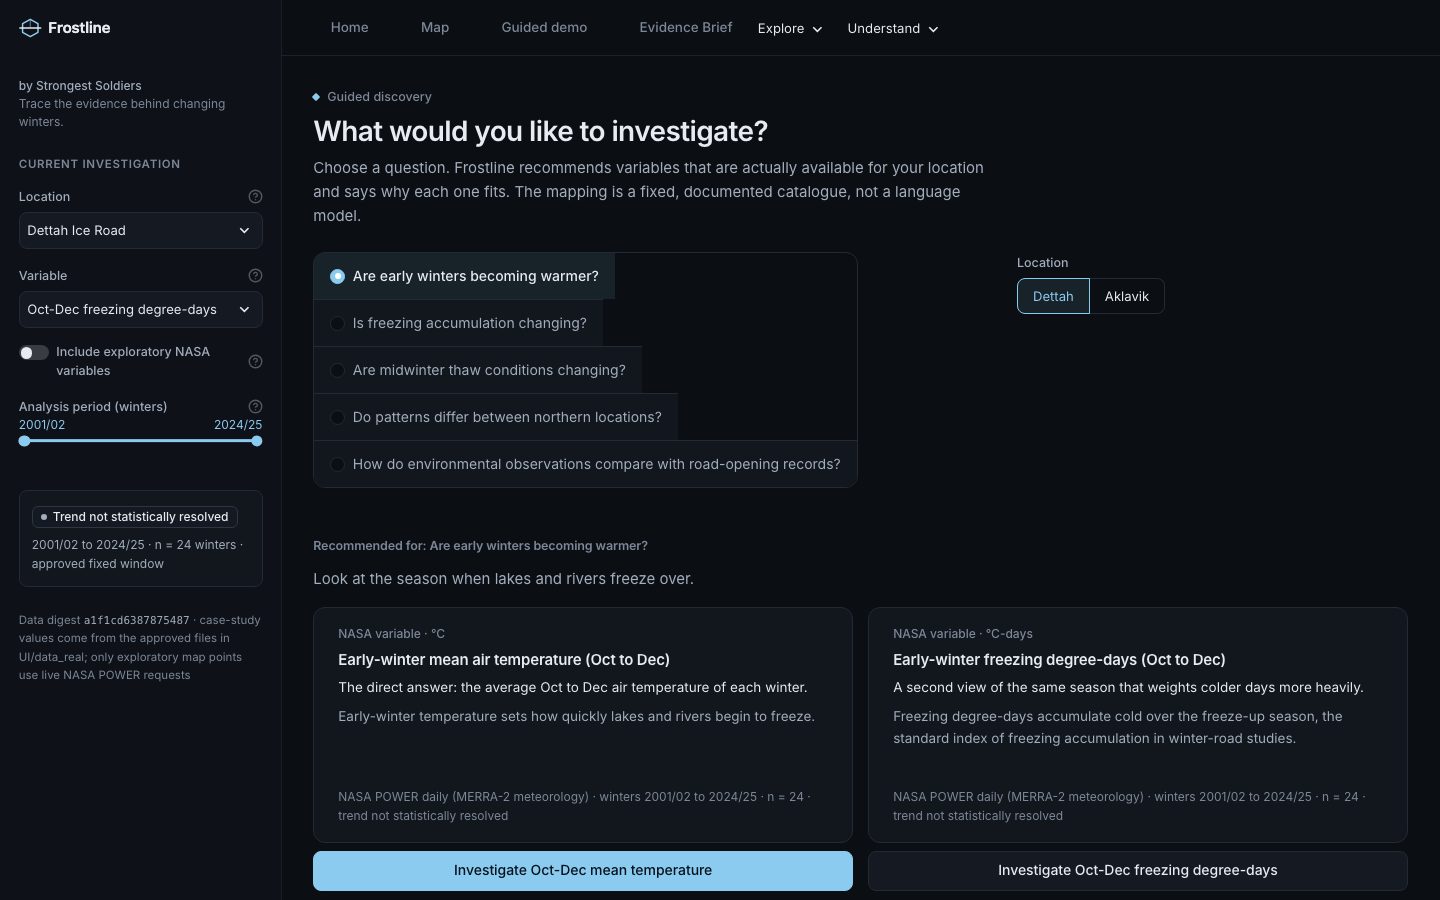 Frostline
by Strongest Soldiers
Trace the evidence behind changing
winters.
CURRENT INVESTIGATION
Location
Dettah Ice Road
Variable
Oct-Dec freezing degree-days
Include exploratory NASA
variables
Analysis period (winters)
2001/02 2024/25
Trend not statistically resolved
2001/02 to 2024/25 · n = 24 winters ·
approved fixed window
Data digest a1f1cd6387875487 · case-study
values come from the approved files in
UI/data_real; only exploratory map points
use live NASA POWER requests
Home Map Guided demo Evidence Brief Explore Understand
Guided discovery
What would you like to investigate?
Choose a question. Frostline recommends variables that are actually available for your location
and says why each one fits. The mapping is a fixed, documented catalogue, not a language
model.
Are early winters becoming warmer?
Is freezing accumulation changing?
Are midwinter thaw conditions changing?
Do patterns differ between northern locations?
How do environmental observations compare with road-opening records?
Location
Dettah Aklavik
Recommended for: Are early winters becoming warmer?
Look at the season when lakes and rivers freeze over.
NASA variable · °C
Early-winter mean air temperature (Oct to Dec)
The direct answer: the average Oct to Dec air temperature of each winter.
Early-winter temperature sets how quickly lakes and rivers begin to freeze.
NASA POWER daily (MERRA-2 meteorology) · winters 2001/02 to 2024/25 · n = 24 ·
trend not statistically resolved
Investigate Oct-Dec mean temperature
NASA variable · °C-days
Early-winter freezing degree-days (Oct to Dec)
A second view of the same season that weights colder days more heavily.
Freezing degree-days accumulate cold over the freeze-up season, the
standard index of freezing accumulation in winter-road studies.
NASA POWER daily (MERRA-2 meteorology) · winters 2001/02 to 2024/25 · n = 24 ·
trend not statistically resolved
Investigate Oct-Dec freezing degree-days